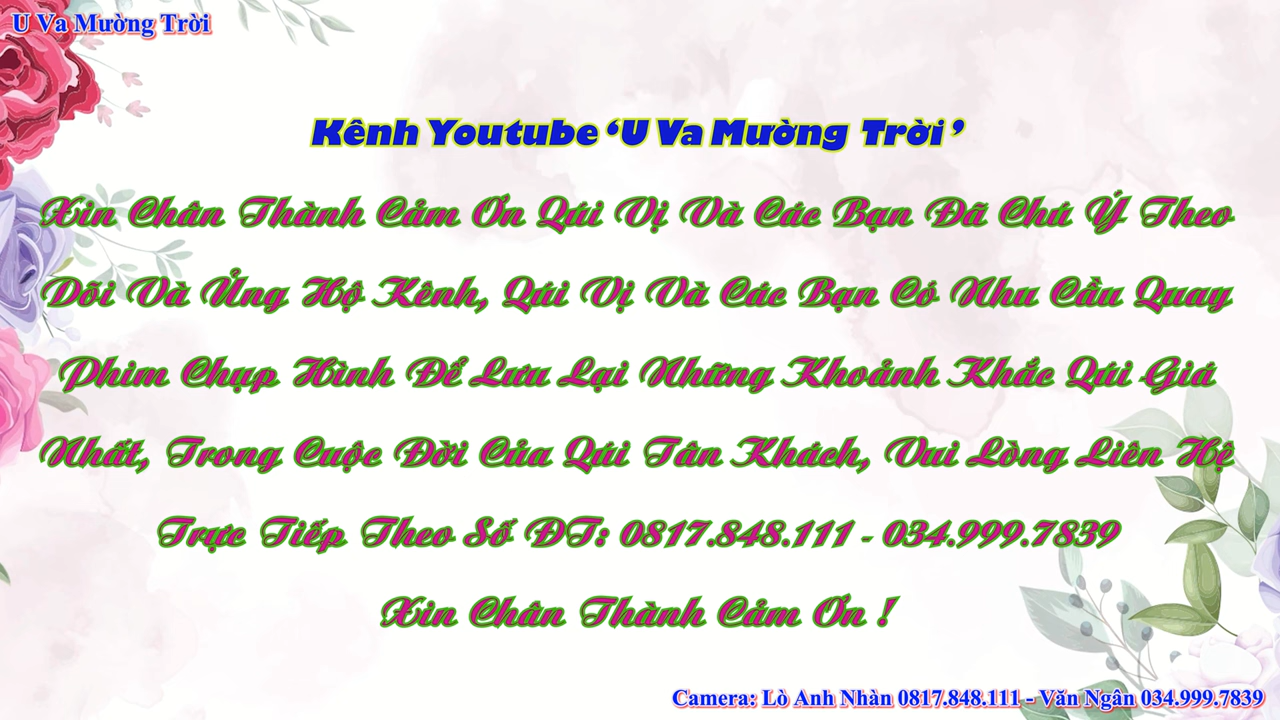 U Va Mường Trời
Kênh Youtube ‘U Va Mường Trời’
Xin Chân Thành Cảm Ơn Qúi Vị Và Các Bạn Đã Chú Ý Theo
Dõi Và Ủng Hộ Kênh, Qúi Vị Và Các Bạn Có Nhu Cầu Quay
Phim Chụp Hình Để Lưu Lại Những Khoảnh Khắc Qúi Giá
Nhất, Trong Cuộc Đời Của Qúi Tân Khách, Vui Lòng Liên Hệ
Trực Tiếp Theo Số ĐT: 0817.848.111 - 034.999.7839
Xin Chân Thành Cảm Ơn !
Camera: Lò Anh Nhàn 0817.848.111 - Văn Ngân 034.999.7839